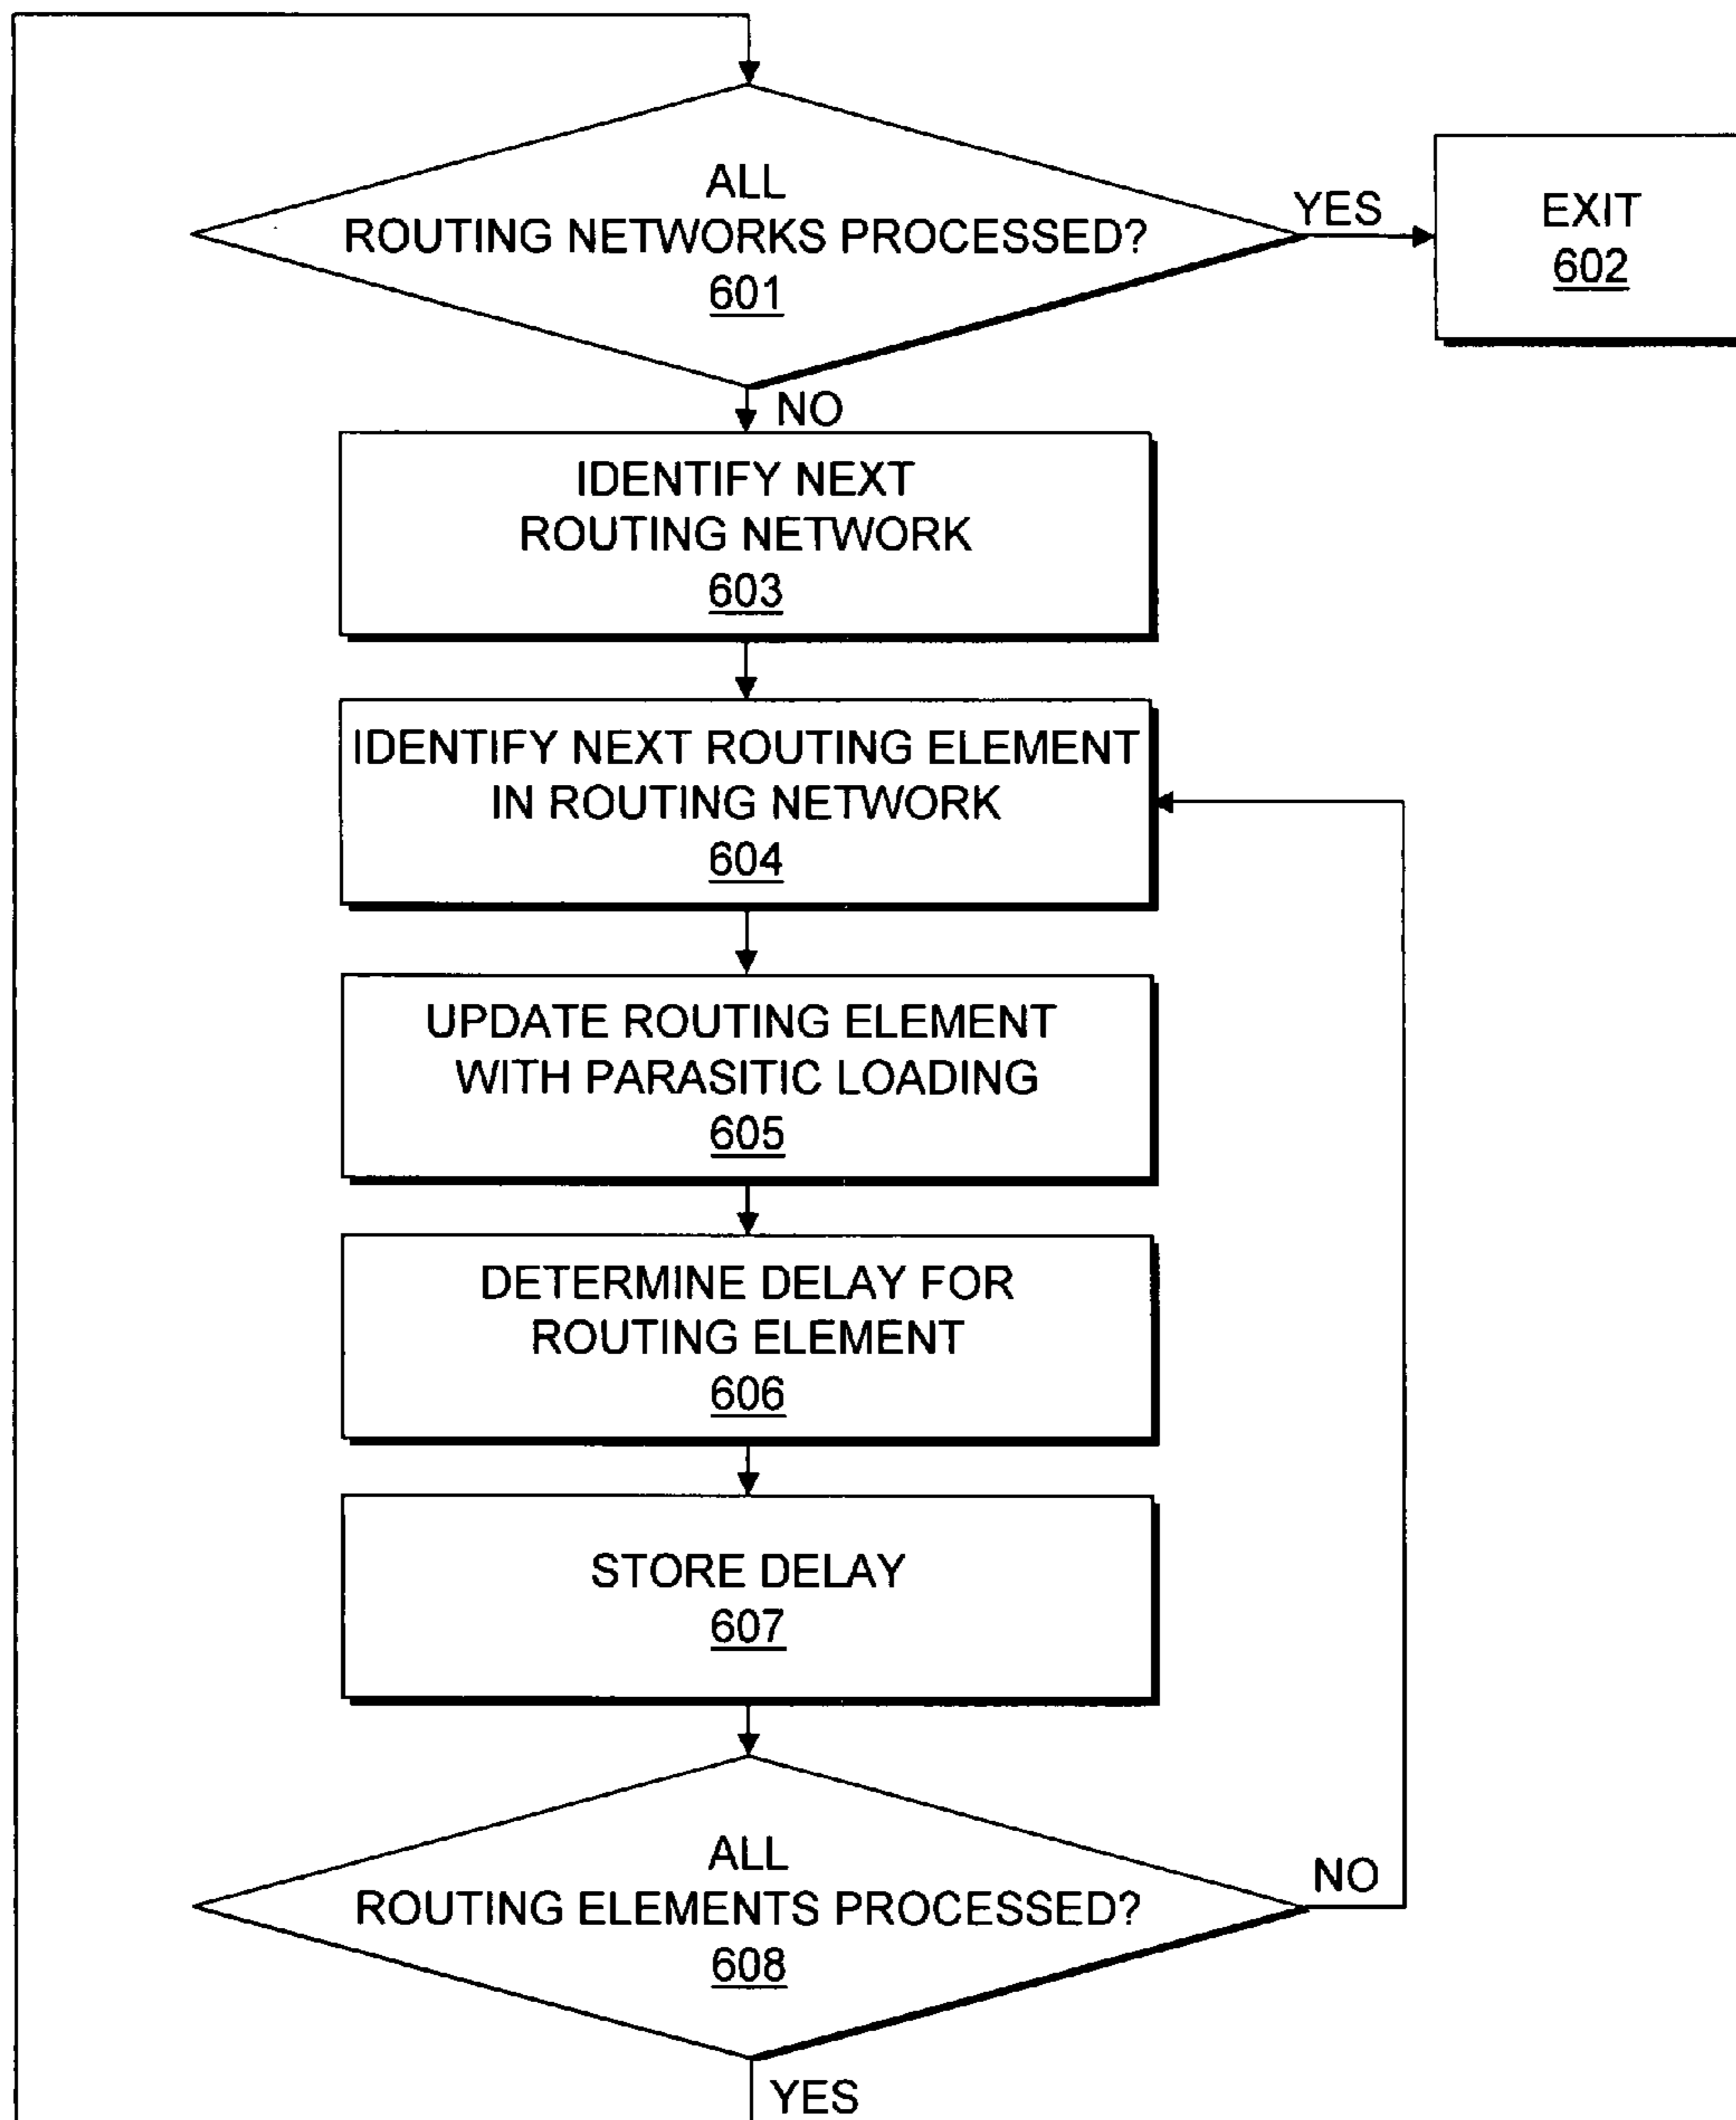 ALL
ROUTING NETWORKS PROCESSED?
601
YES
EXIT
602
NO
IDENTIFY NEXT
ROUTING NETWORK
603
IDENTIFY NEXT ROUTING ELEMENT
IN ROUTING NETWORK
604
UPDATE ROUTING ELEMENT
WITH PARASITIC LOADING
605
DETERMINE DELAY FOR
ROUTING ELEMENT
606
STORE DELAY
607
ALL
ROUTING ELEMENTS PROCESSED?
608
NO
YES